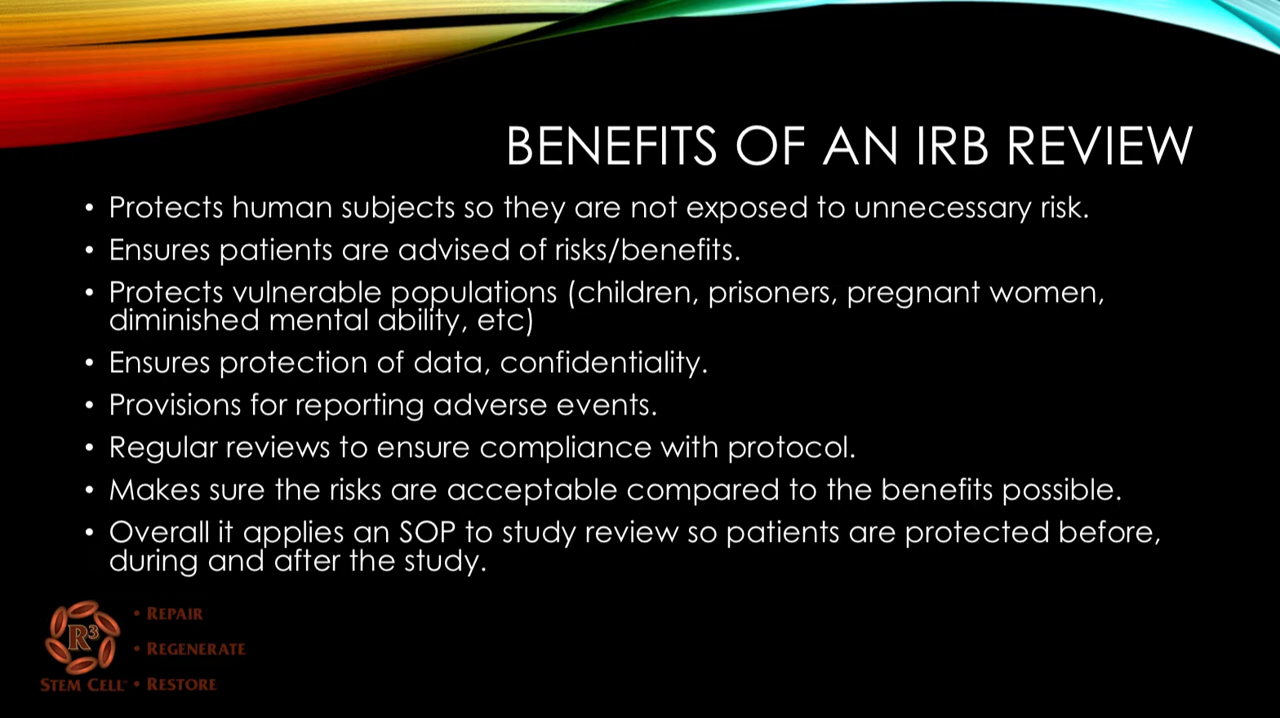 BENEFITS OF AN IRB REVIEW
• Protects human subjects so they are not exposed to unnecessary risk.
• Ensures patients are advised of risks/benefits.
• Protects vulnerable populations (children, prisoners, pregnant women,
diminished mental ability, etc)
• Ensures protection of data, confidentiality.
• Provisions for reporting adverse events.
• Regular reviews to ensure compliance with protocol.
• Makes sure the risks are acceptable compared to the benefits possible.
• Overall it applies an SOP to study review so patients are protected before,
during and after the study.
R³
STEM CELL™
• REPAIR
• REGENERATE
• RESTORE